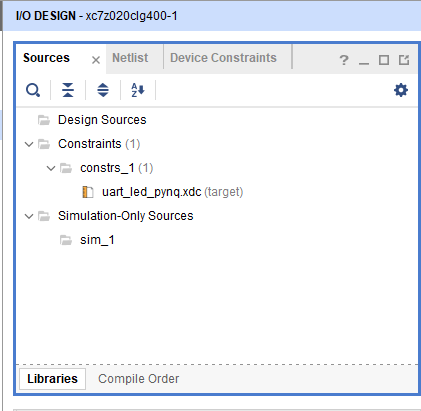 I/O DESIGN - xc7z020clg400-1
Sources × Netlist Device Constraints ? _
A Z
Design Sources
Constraints (1)
constrs_1 (1)
uart_led_pynq.xdc (target)
Simulation-Only Sources
sim_1
Libraries Compile Order